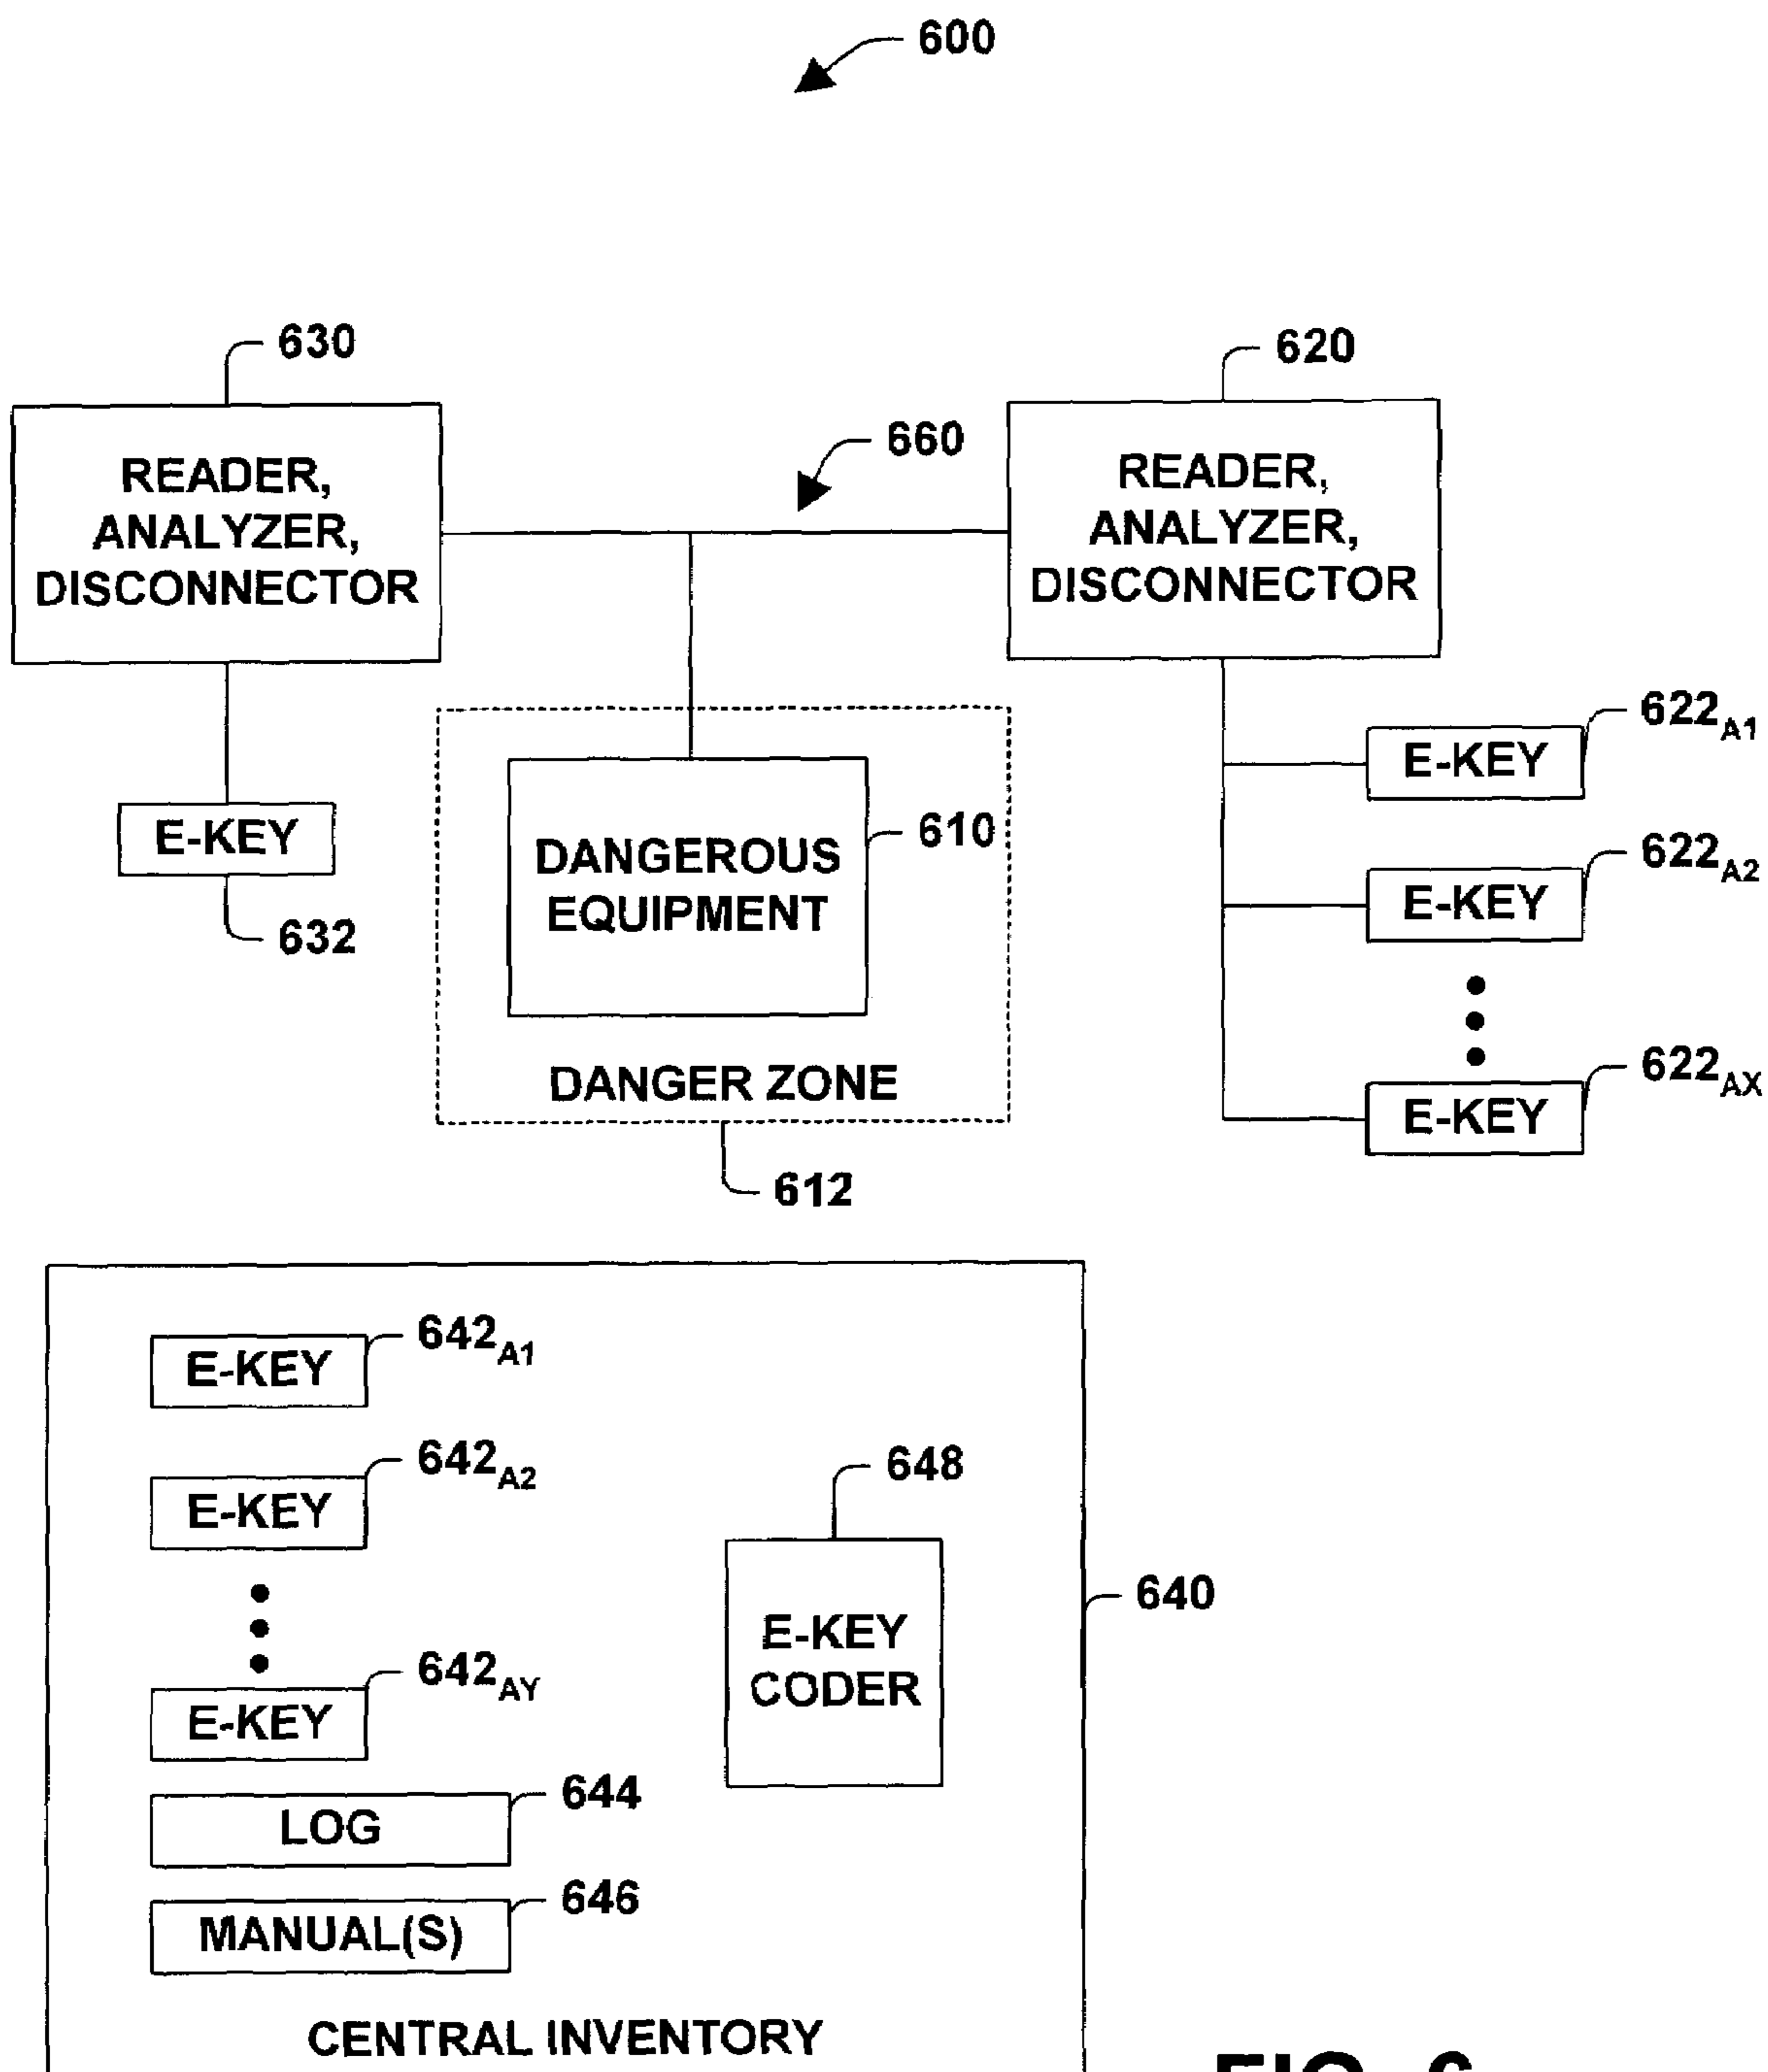 600
630
620
660
READER,
ANALYZER,
DISCONNECTOR
READER,
ANALYZER,
DISCONNECTOR
622A1
E-KEY
E-KEY
632
DANGEROUS
EQUIPMENT
610
622A2
E-KEY
DANGER ZONE
612
622AX
E-KEY
642A1
E-KEY
642A2
E-KEY
648
E-KEY
CODER
640
642AY
E-KEY
644
LOG
646
MANUAL(S)
CENTRAL INVENTORY
FIG. 6